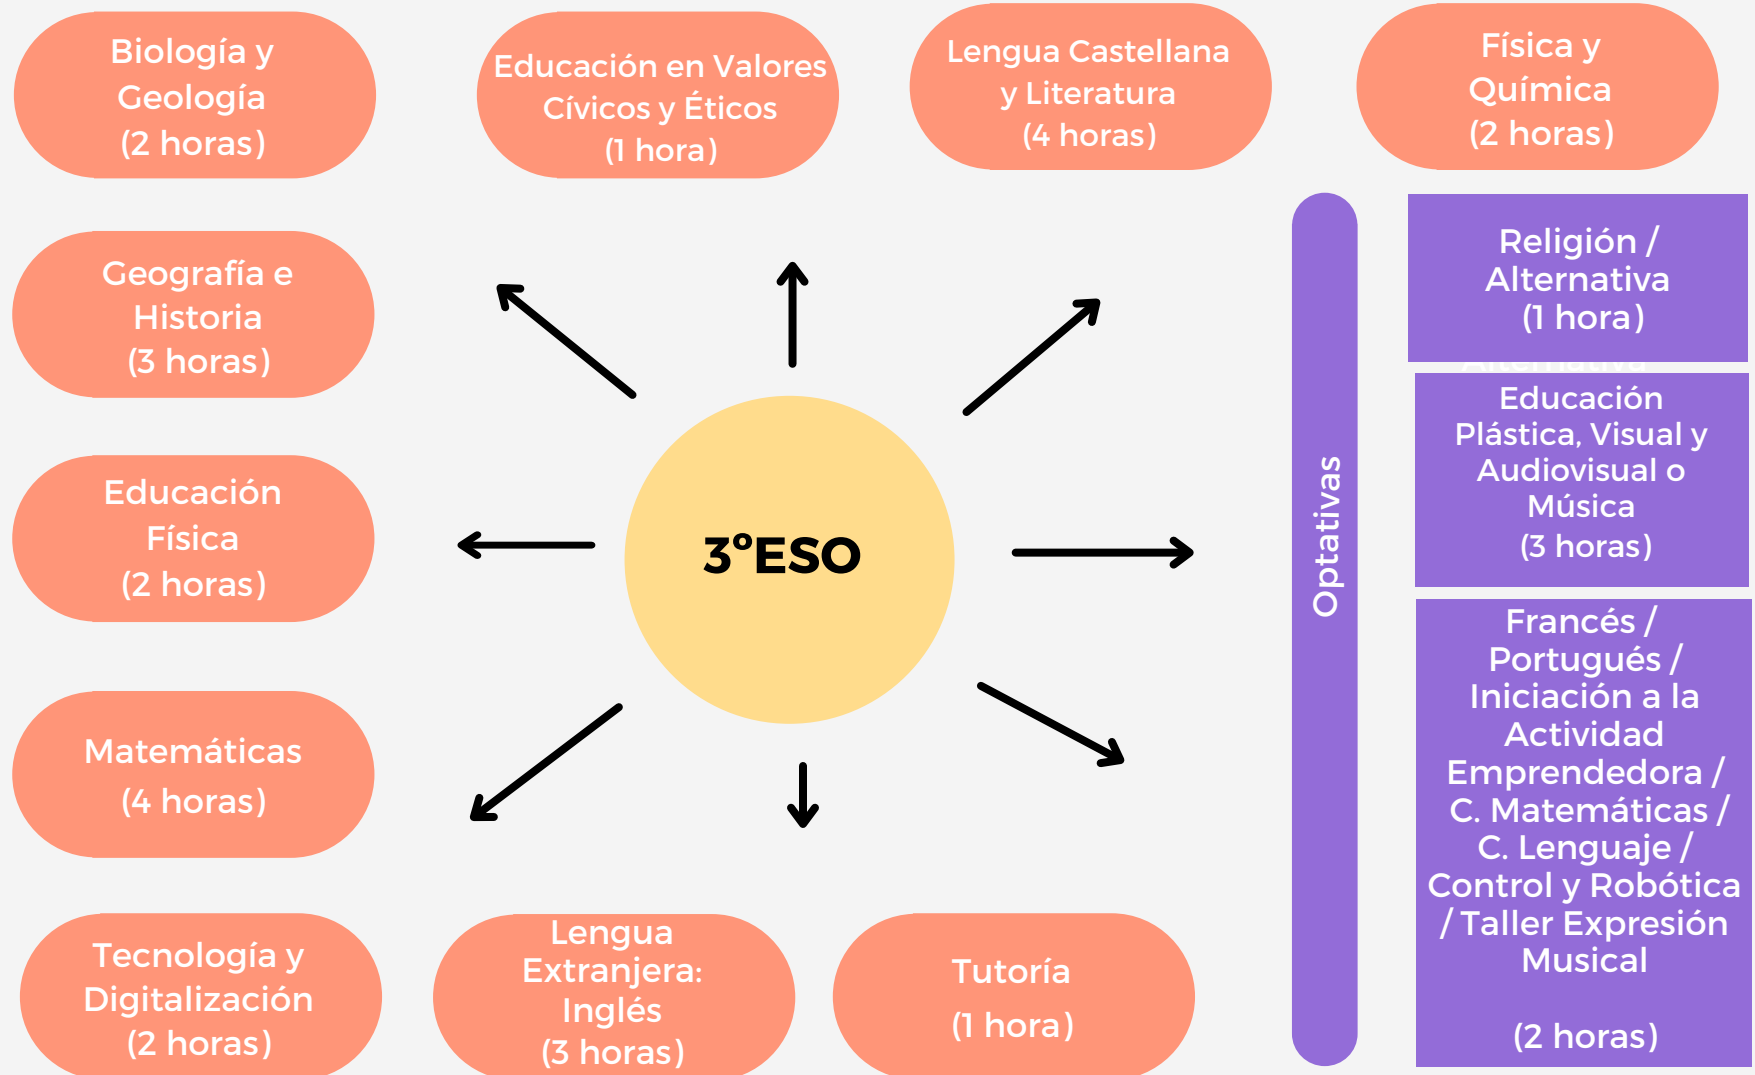 Biología y
Geología
(2 horas)
Educación en Valores
Cívicos y Éticos
(1 hora)
Lengua Castellana
y Literatura
(4 horas)
Física y
Química
(2 horas)
Geografía e
Historia
(3 horas)
Educación
Física
(2 horas)
Matemáticas
(4 horas)
Tecnología y
Digitalización
(2 horas)
Lengua
Extranjera:
Inglés
(3 horas)
Tutoría
(1 hora)
3ºESO
Optativas
Religión /
Alternativa
(1 hora)
Alternativa
Educación
Plástica, Visual y
Audiovisual o
Música
(3 horas)
Francés /
Portugués /
Iniciación a la
Actividad
Emprendedora /
C. Matemáticas /
C. Lenguaje /
Control y Robótica
/ Taller Expresión
Musical
(2 horas)